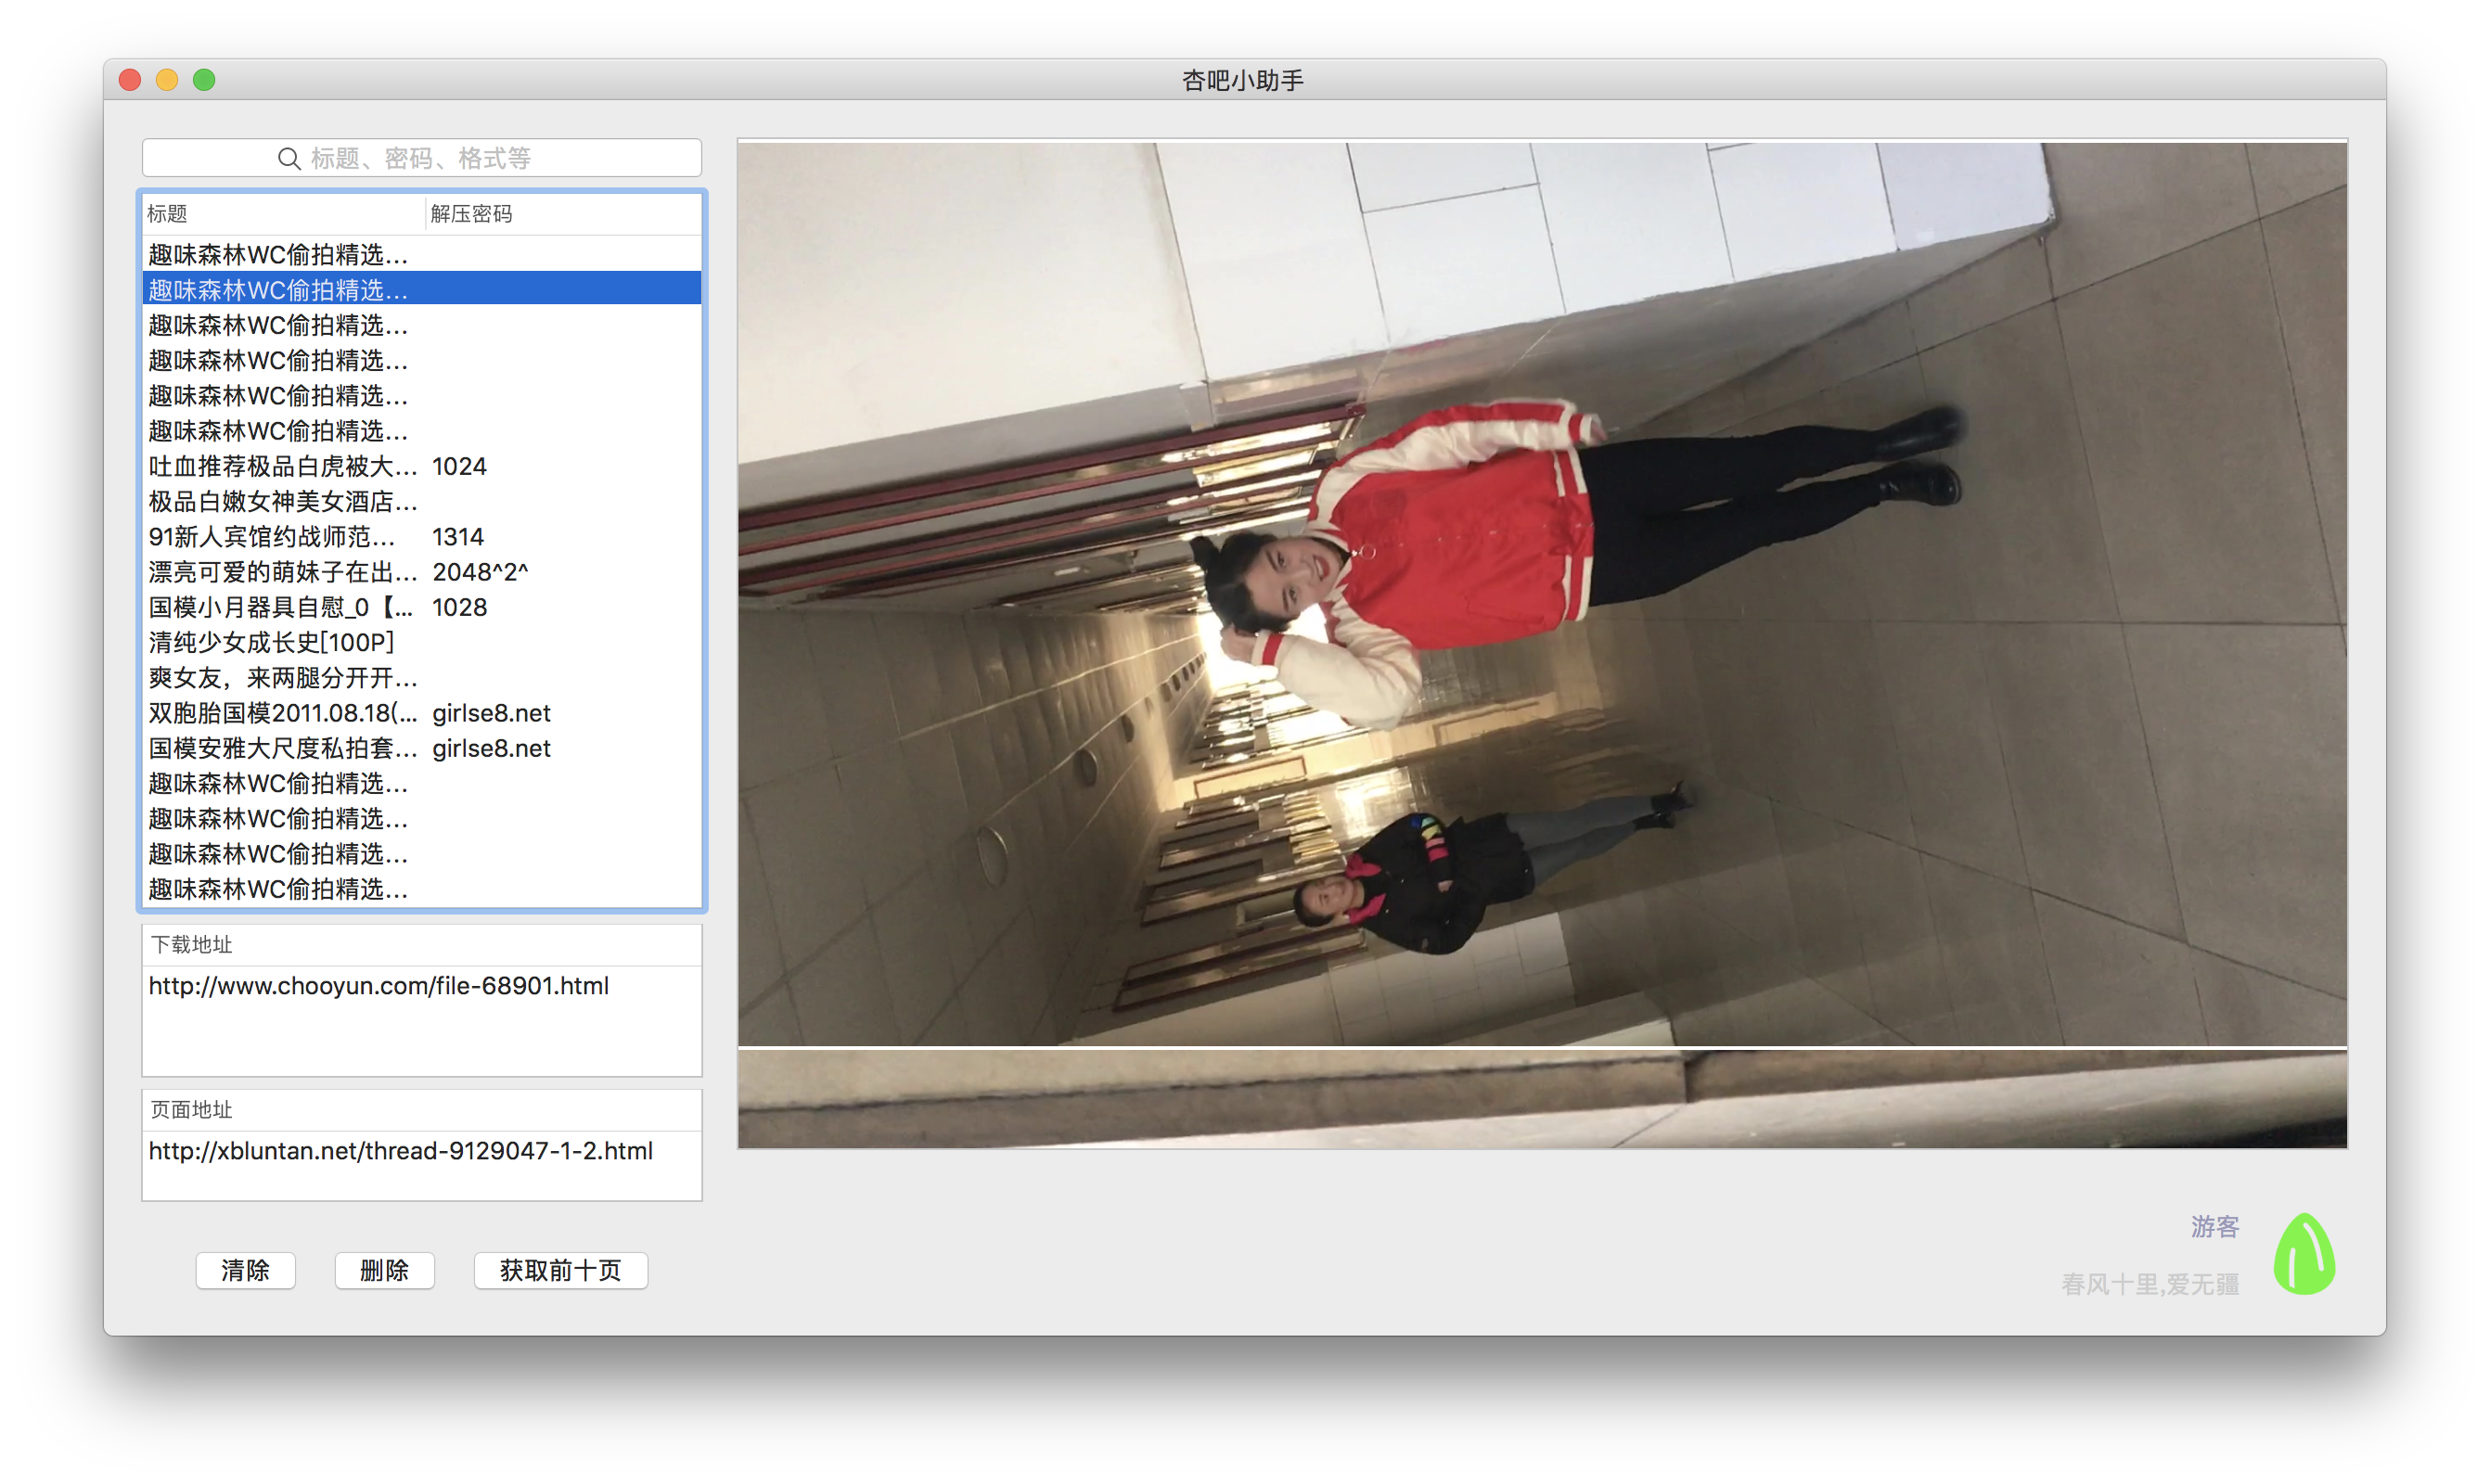 杏吧小助手
标题、密码、格式等
标题 解压密码
趣味森林WC偷拍精选…
趣味森林WC偷拍精选…
趣味森林WC偷拍精选…
趣味森林WC偷拍精选…
趣味森林WC偷拍精选…
趣味森林WC偷拍精选…
吐血推荐极品白虎被大… 1024
极品白嫩女神美女酒店…
91新人宾馆约战师范… 1314
漂亮可爱的萌妹子在出… 2048^2^
国模小月器具自慰_0【… 1028
清纯少女成长史[100P]
爽女友，来两腿分开开…
双胞胎国模2011.08.18(… girlse8.net
国模安雅大尺度私拍套… girlse8.net
趣味森林WC偷拍精选…
趣味森林WC偷拍精选…
趣味森林WC偷拍精选…
趣味森林WC偷拍精选…
下载地址
http://www.chooyun.com/file-68901.html
页面地址
http://xbluntan.net/thread-9129047-1-2.html
清除 删除 获取前十页
游客
春风十里,爱无疆